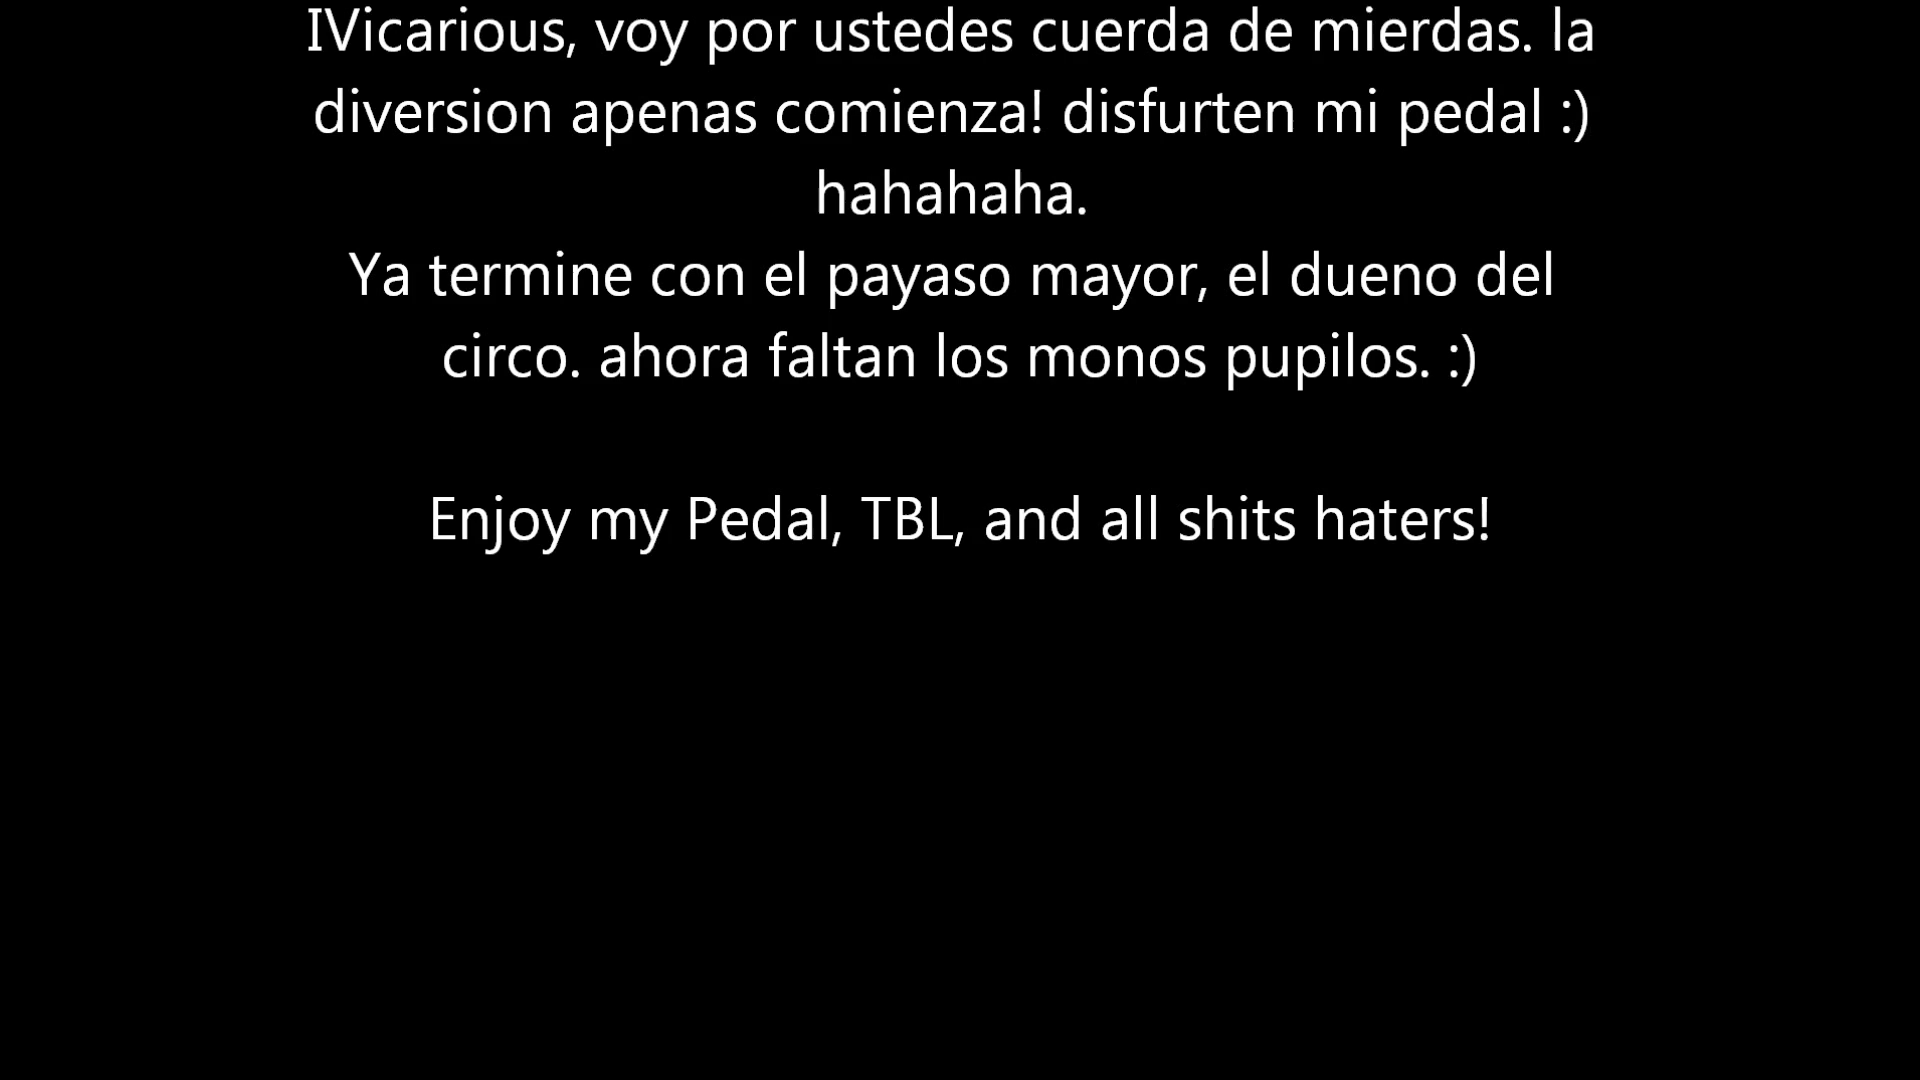 IVicarious, voy por ustedes cuerda de mierdas. la
diversion apenas comienza! disfurten mi pedal :)
hahahaha.
Ya termine con el payaso mayor, el dueno del
circo. ahora faltan los monos pupilos. :)
Enjoy my Pedal, TBL, and all shits haters!